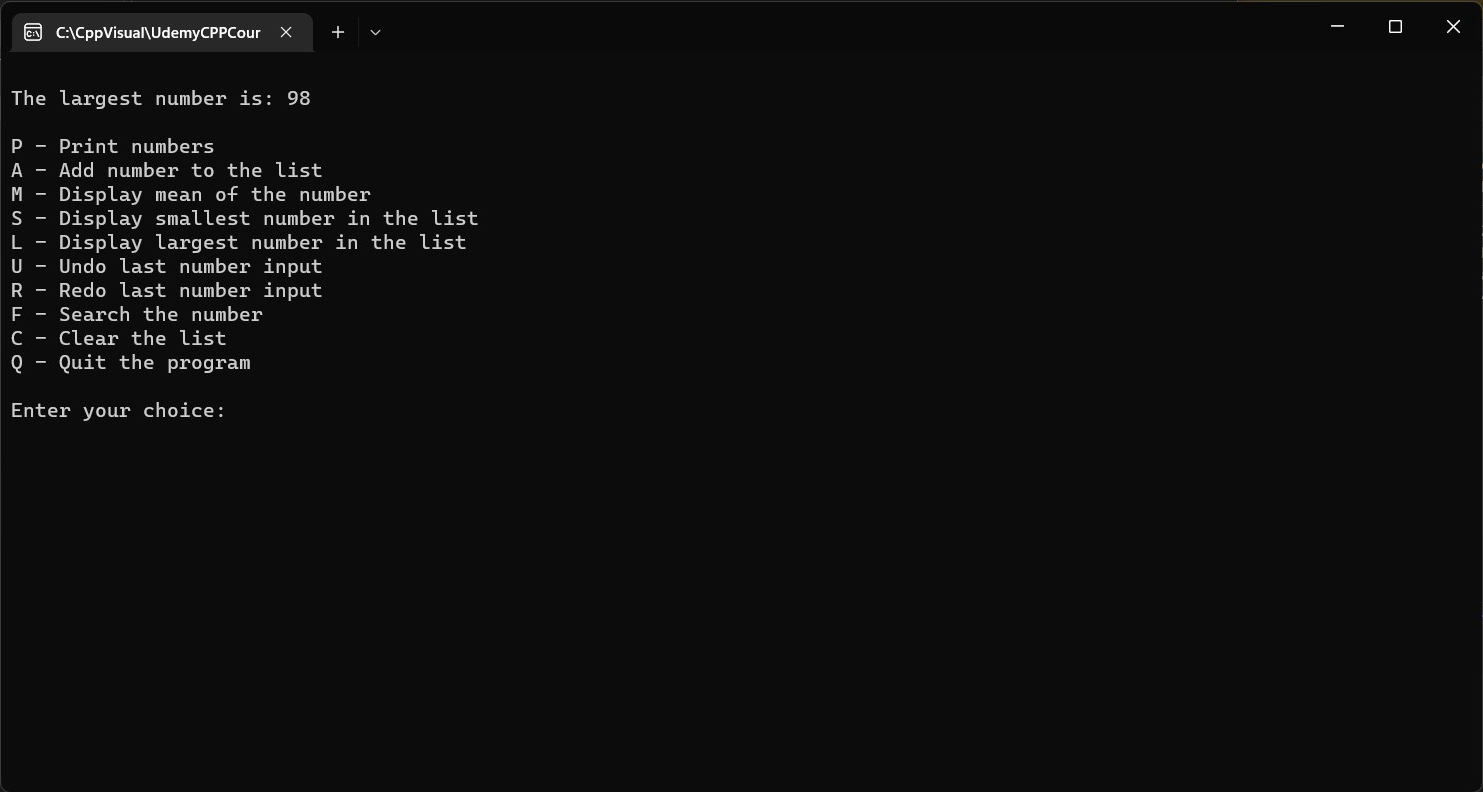 C:\CppVisual\UdemyCPPCour
The largest number is: 98
P - Print numbers
A - Add number to the list
M - Display mean of the number
S - Display smallest number in the list
L - Display largest number in the list
U - Undo last number input
R - Redo last number input
F - Search the number
C - Clear the list
Q - Quit the program
Enter your choice: